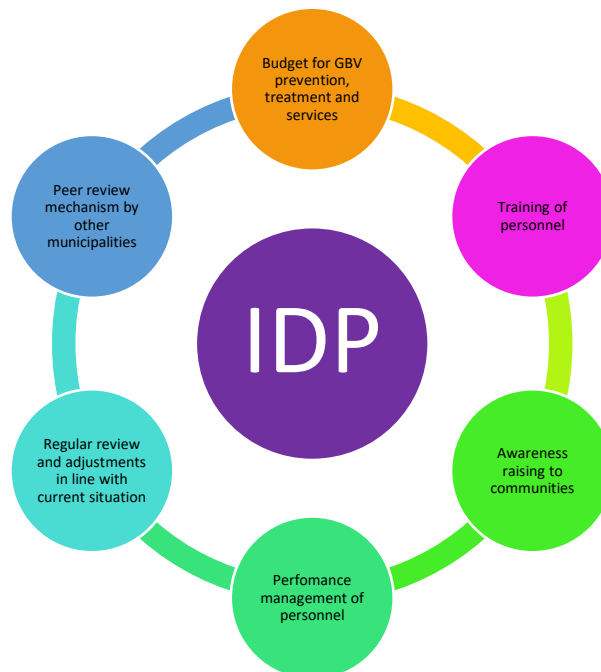 Budget for GBV
prevention,
treatment and
services
Training of
personnel
Awareness
raising to
communities
Perfomance
management of
personnel
Regular review
and adjustments
in line with
current situation
Peer review
mechanism by
other
municipalities
IDP